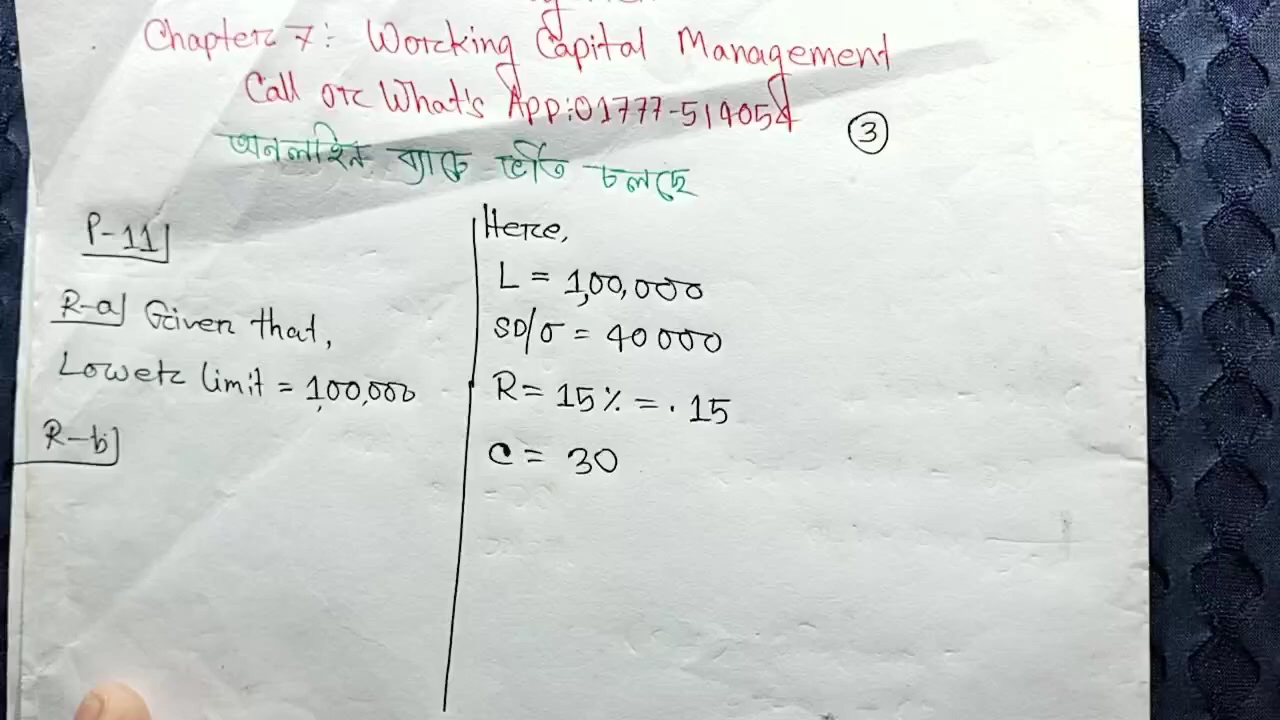 Chapter 7: Working Capital Management
Call or What's App:01777-519054
অনলাইন ব্যাচে ভর্তি চলছে
3
P-11
R-a) Given that,
Lower limit = 1,00,000
R-b)
Here,
L = 1,00,000
SD/σ = 40000
R = 15% = .15
C = 30